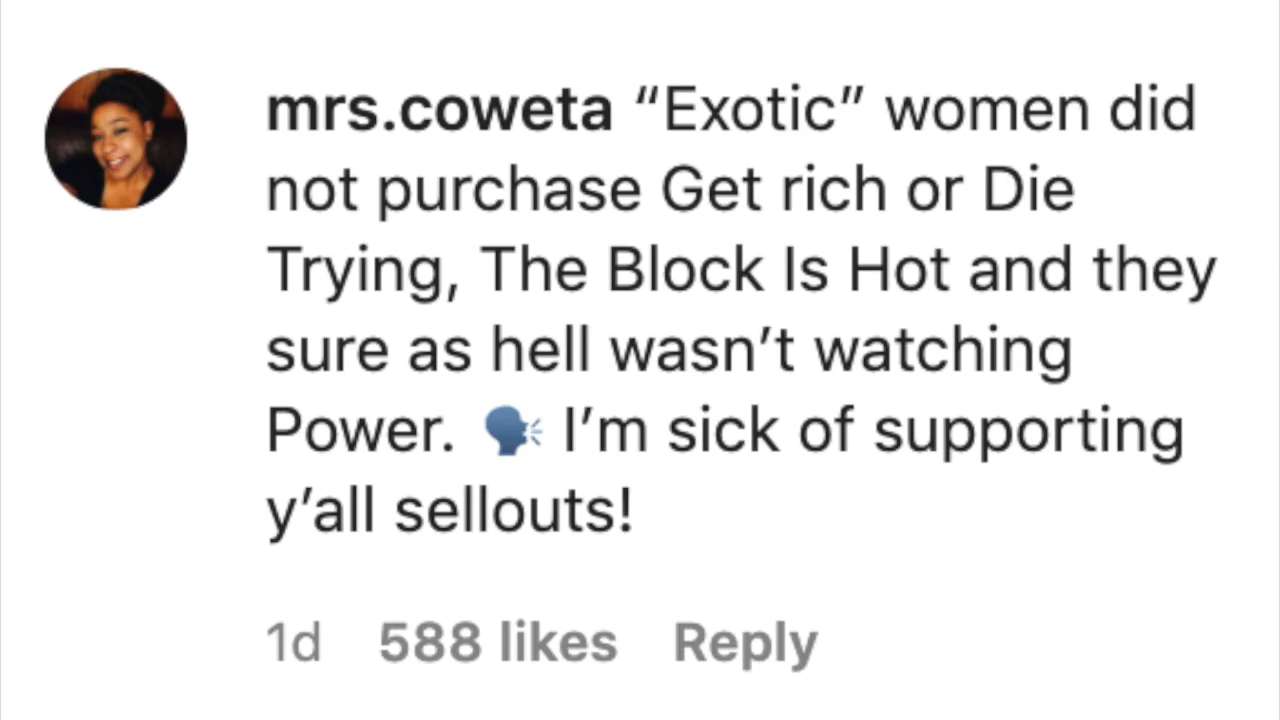 mrs.coweta “Exotic” women did
not purchase Get rich or Die
Trying, The Block Is Hot and they
sure as hell wasn’t watching
Power. 🗣 I’m sick of supporting
y’all sellouts!
1d 588 likes Reply